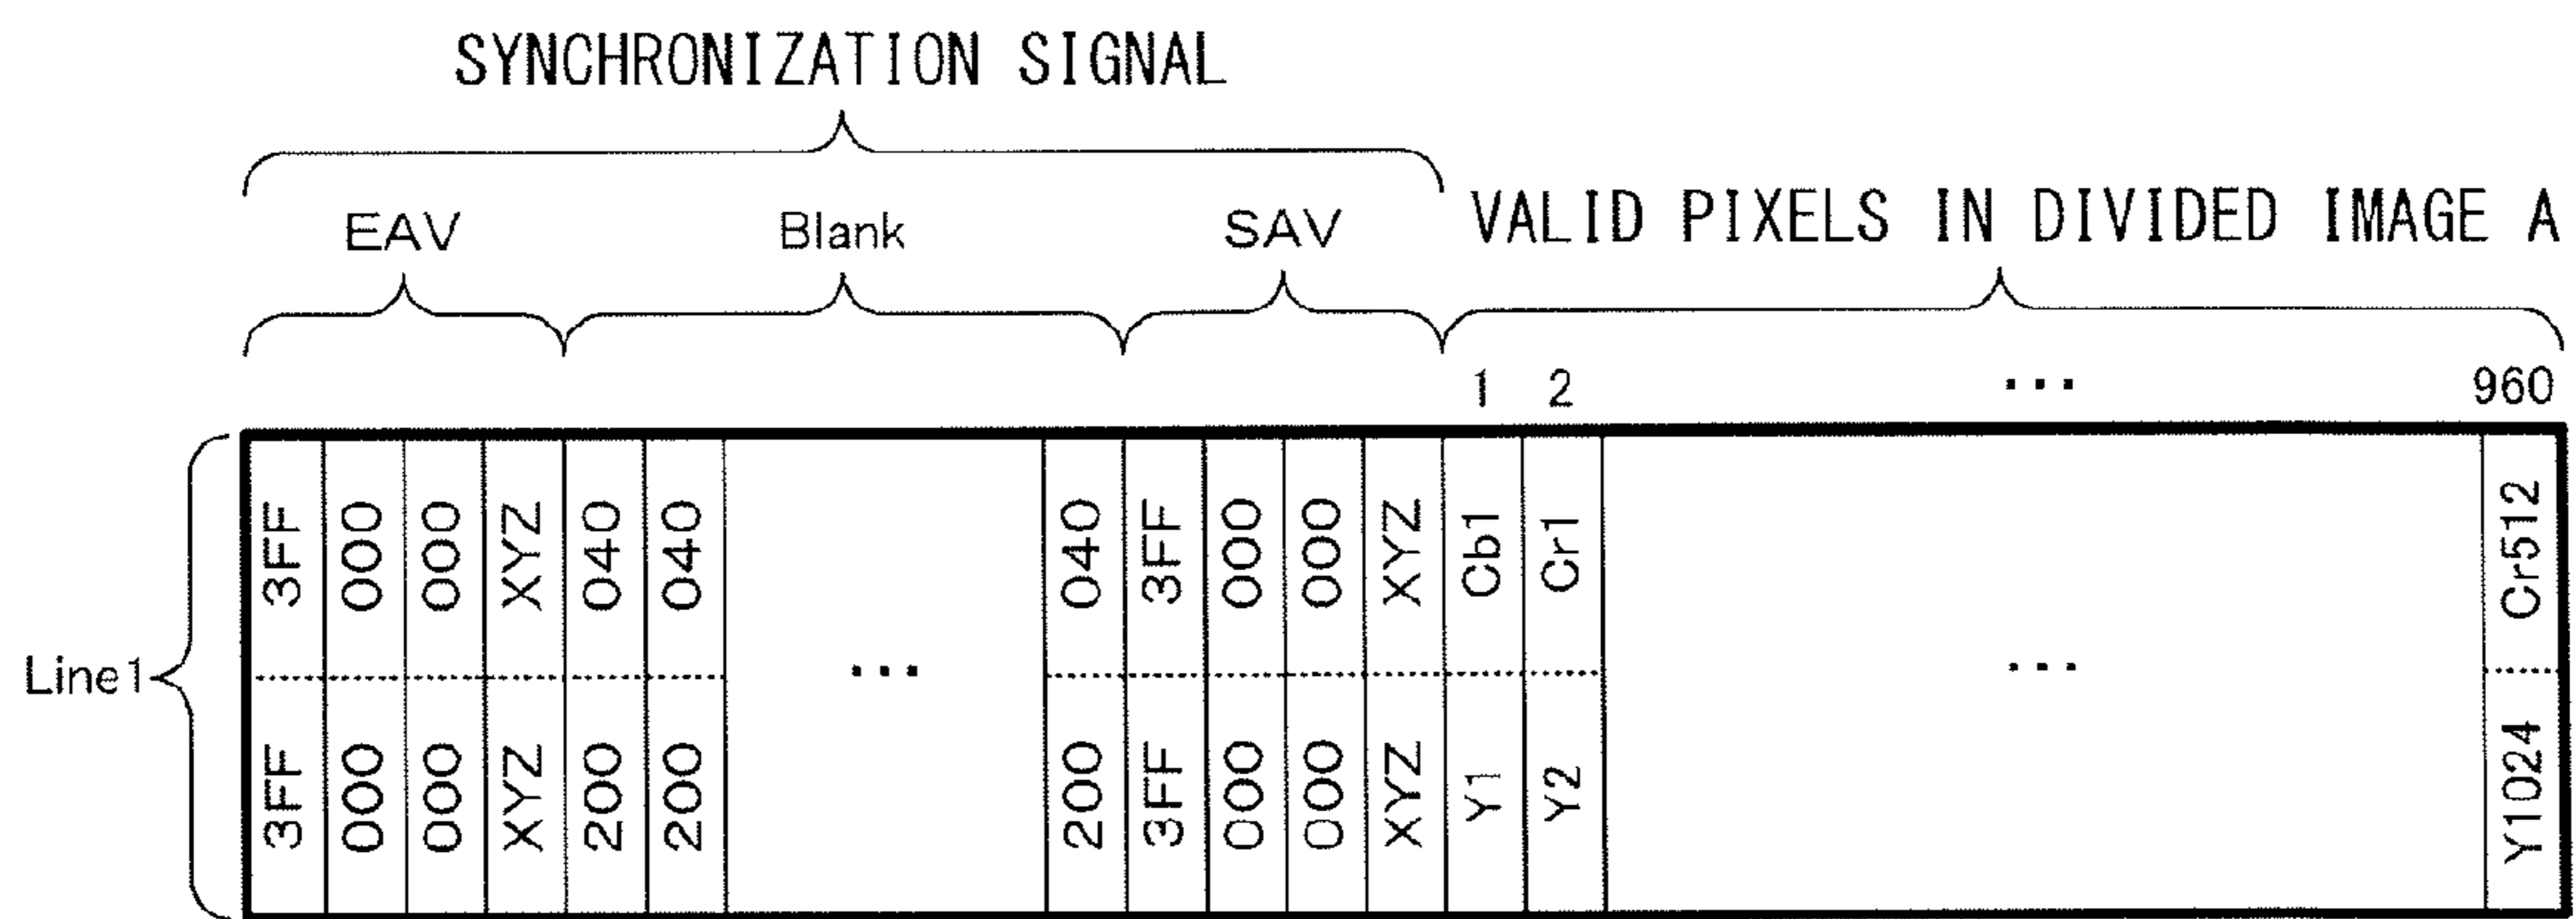 SYNCHRONIZATION SIGNAL
EAV Blank SAV VALID PIXELS IN DIVIDED IMAGE A
1 2 ... 960
Line1
3FF 000 000 XYZ 040 040 ... 040 3FF 000 000 XYZ Cb1 Cr1 ... Cr512
3FF 000 000 XYZ 200 200 200 3FF 000 000 XYZ Y1 Y2 Y1024